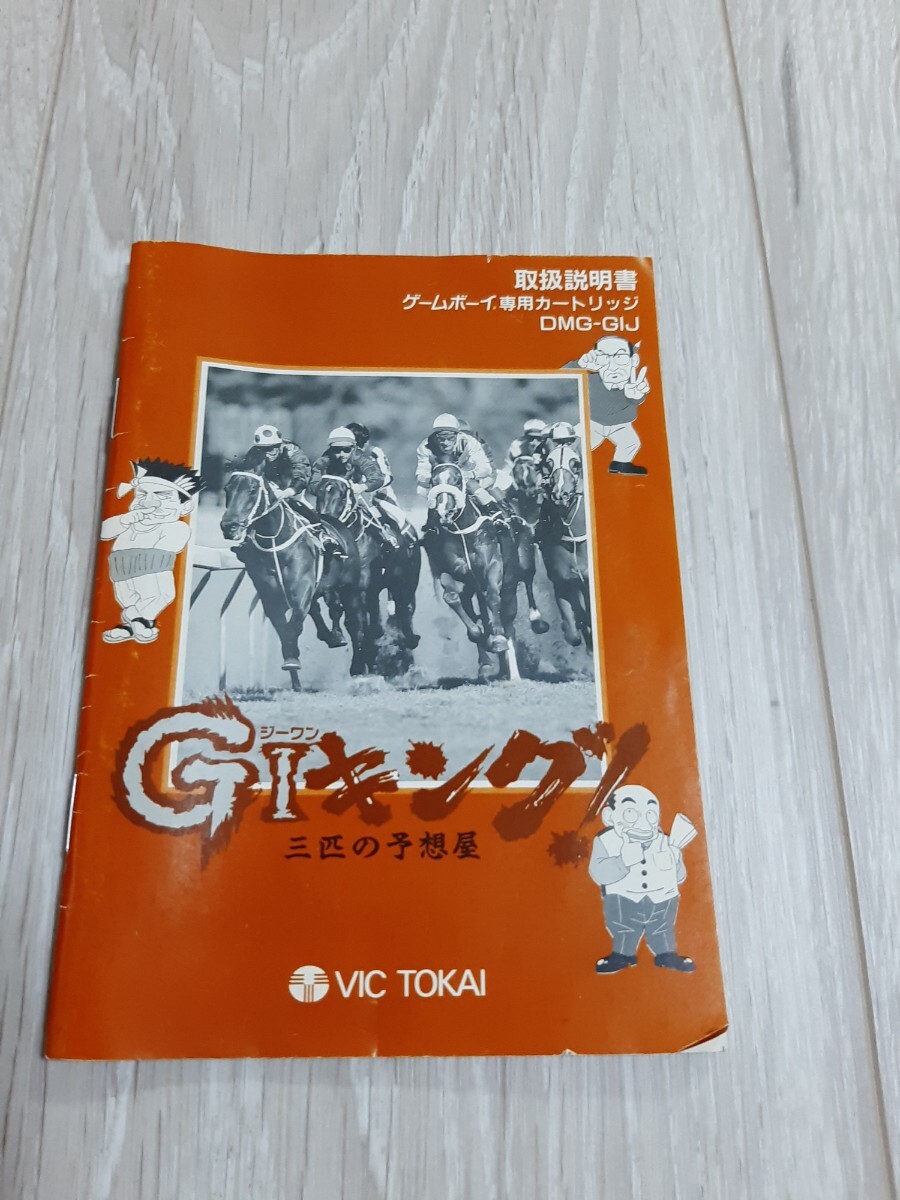 取扱説明書
ゲームボーイ専用カートリッジ
DMG-GIJ
ジーワン
GIキング!
三匹の予想屋
VIC TOKAI